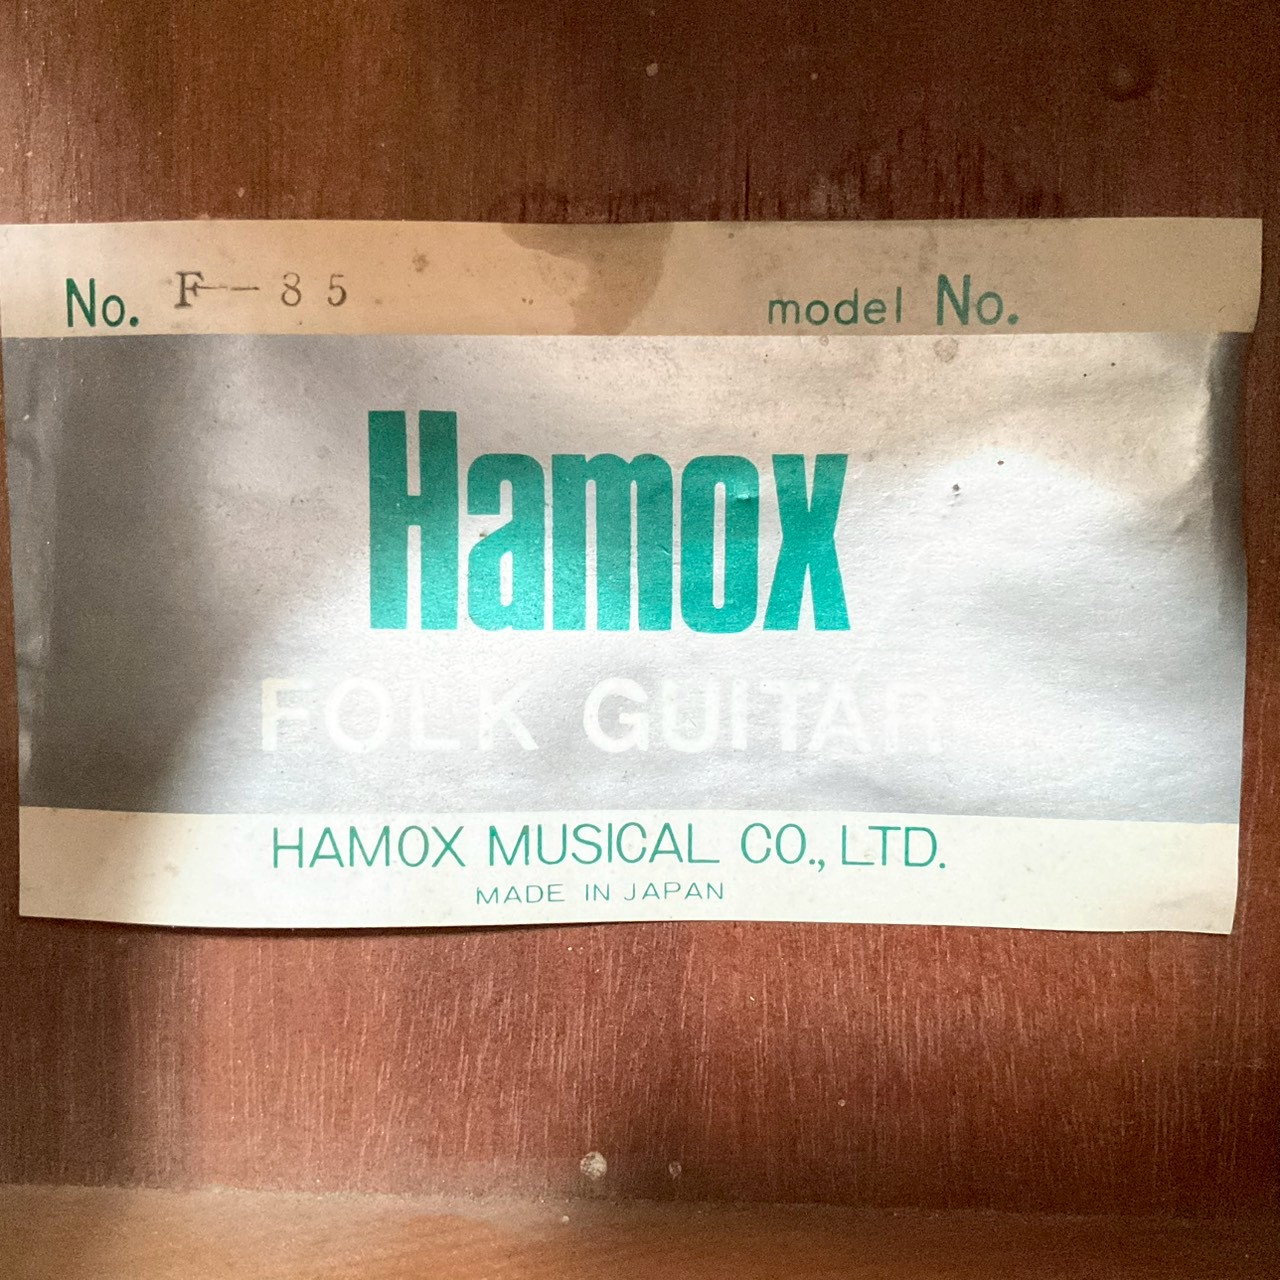 No. F-85 model No.
Hamox
FOLK GUITAR
HAMOX MUSICAL CO., LTD.
MADE IN JAPAN